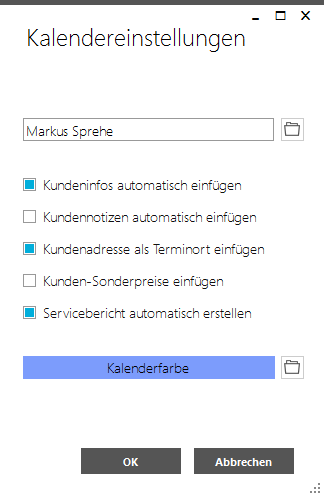 Kalendereinstellungen
Markus Sprehe
Kundeninfos automatisch einfügen
Kundennotizen automatisch einfügen
Kundenadresse als Terminort einfügen
Kunden-Sonderpreise einfügen
Servicebericht automatisch erstellen
Kalenderfarbe
OK Abbrechen